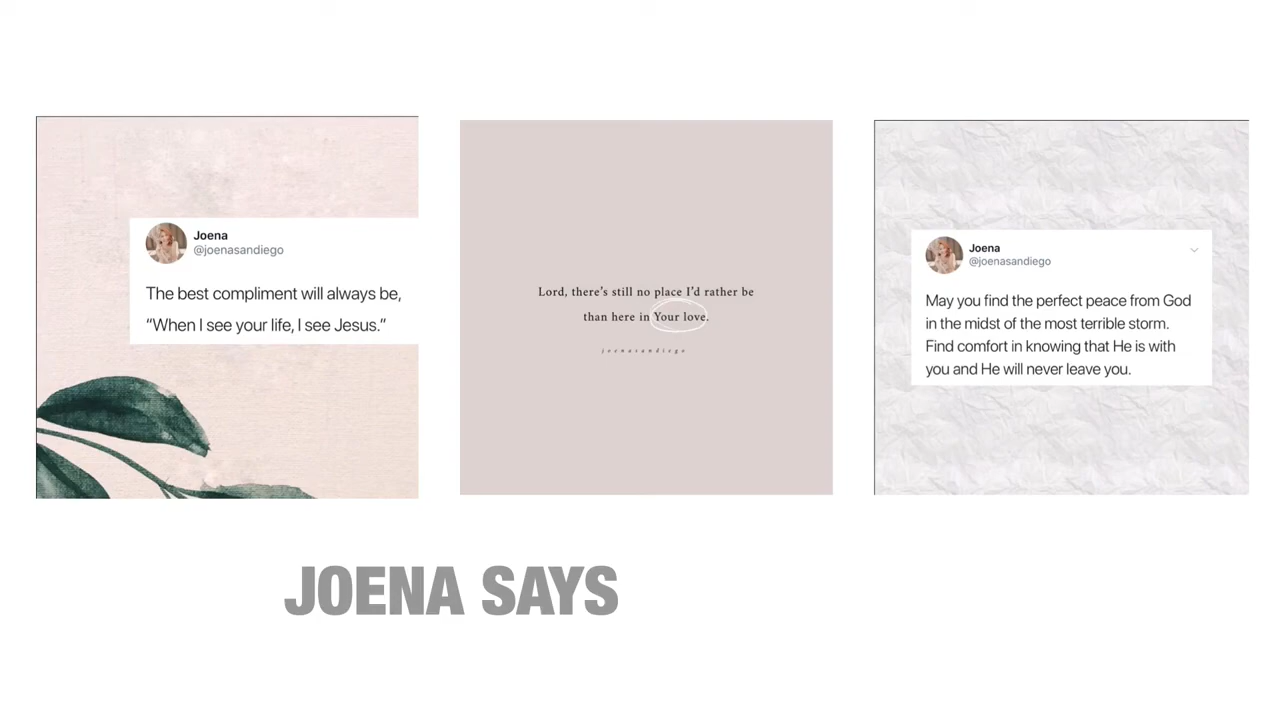 Joena
@joenasandiego
The best compliment will always be,
“When I see your life, I see Jesus.”
Lord, there’s still no place I’d rather be
than here in Your love.
joenasandiego
Joena
@joenasandiego
May you find the perfect peace from God
in the midst of the most terrible storm.
Find comfort in knowing that He is with
you and He will never leave you.
JOENA SAYS